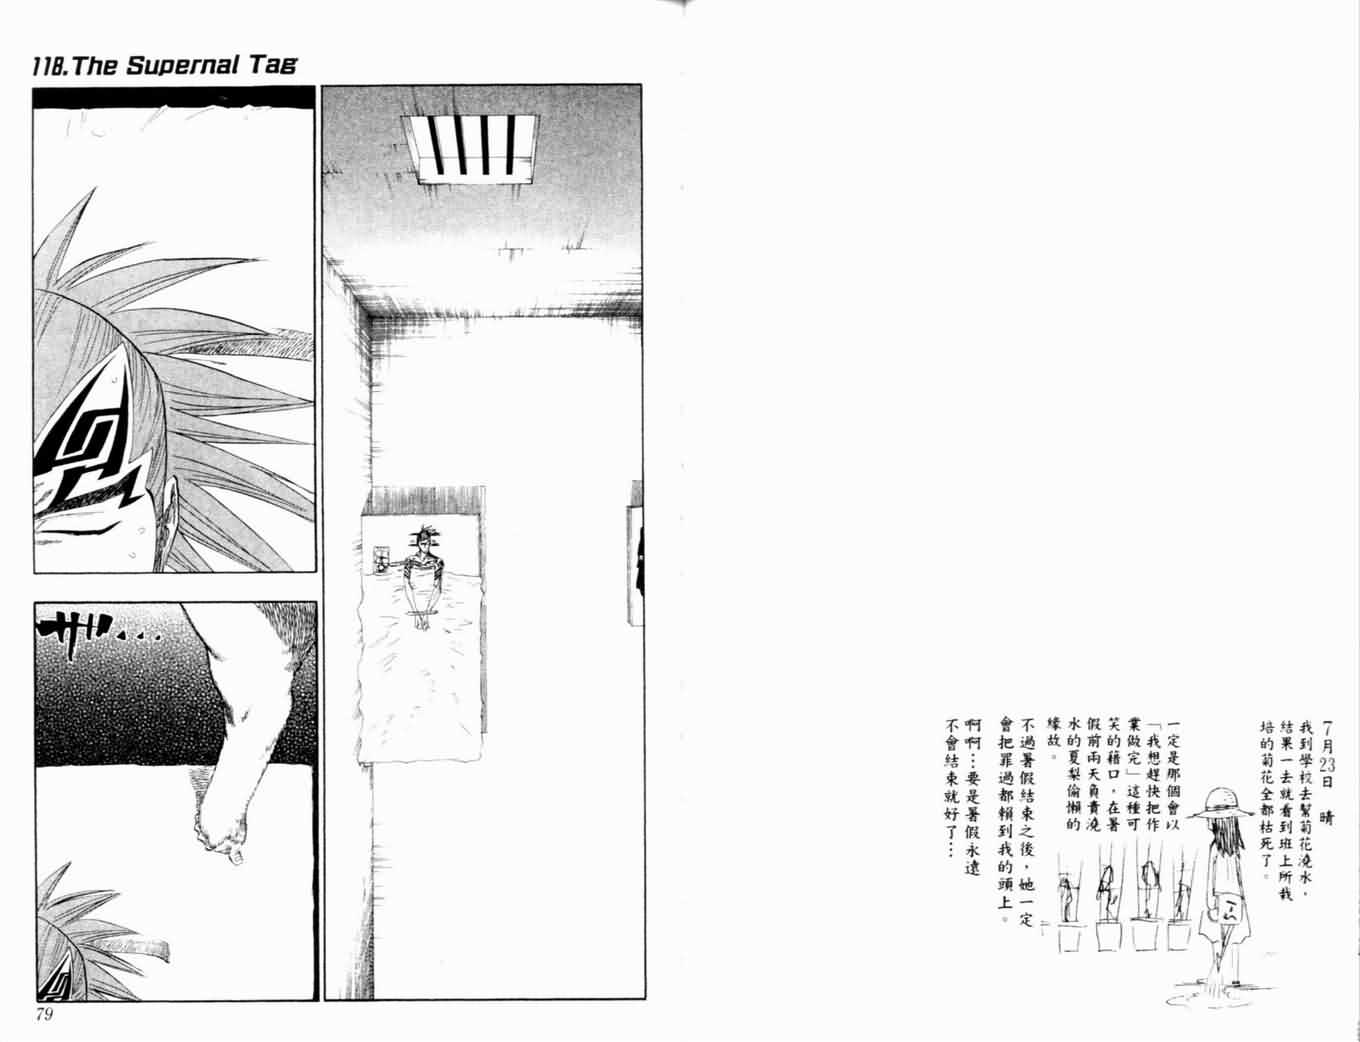 7月23日 晴
我到學校去幫菊花澆水，
結果一去就看到班上所栽
培的菊花全都枯死了。
一定是那個會以
「我想趕快把作
業做完」這種可
笑的藉口，在暑
假前兩天負責澆
水的夏梨偷懶的
緣故。
不過暑假結束之後，她一定
會把罪過都賴到我的頭上。
啊啊…要是暑假永遠
不會結束就好了…
118.The Supernal Tag
ザ…
79